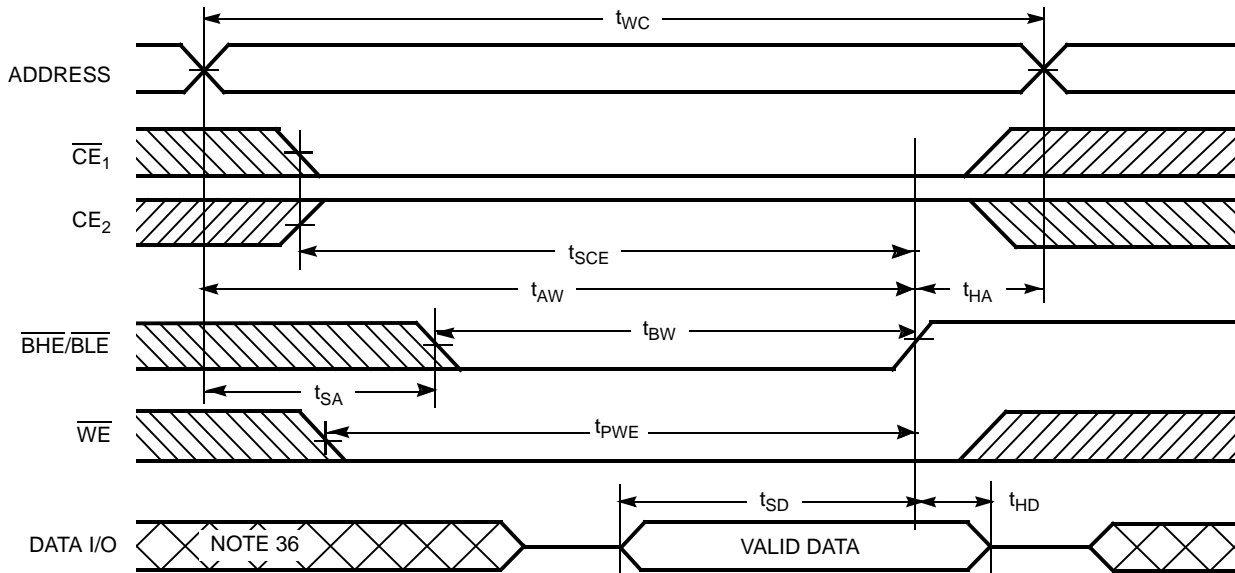 tWC
ADDRESS
CE1
CE2
tSCE
tAW
tHA
BHE/BLE
tBW
tSA
WE
tPWE
tSD
tHD
DATA I/O
NOTE 36
VALID DATA